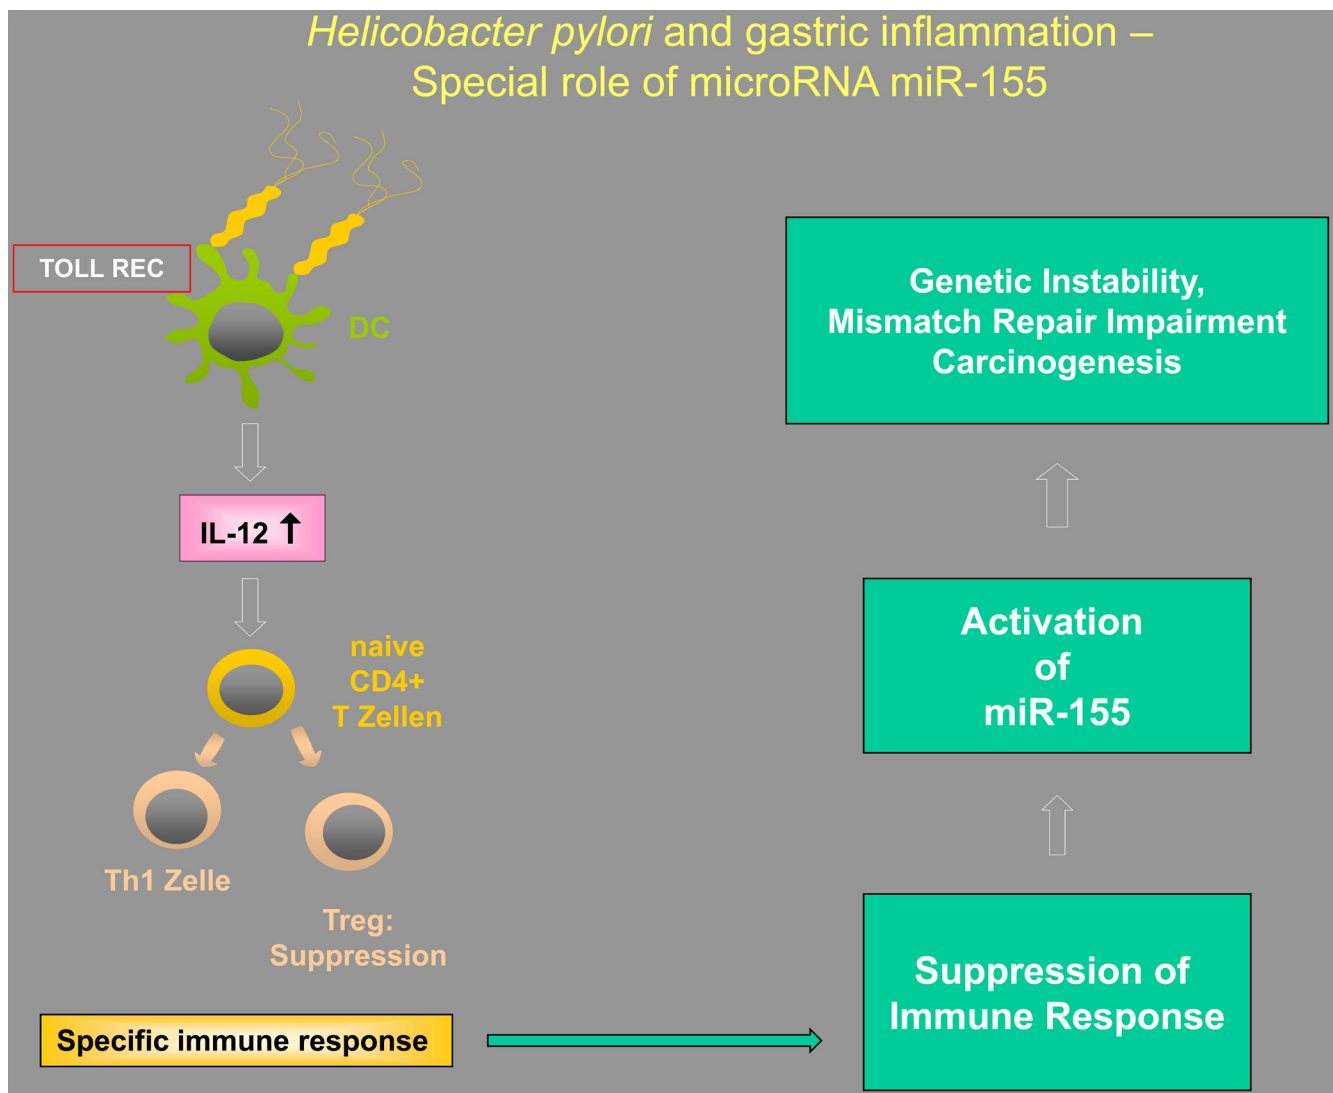 Helicobacter pylori and gastric inflammation –
Special role of microRNA miR-155
TOLL REC
DC
IL-12 ↑
naive
CD4+
T Zellen
Th1 Zelle
Treg:
Suppression
Specific immune response
Genetic Instability,
Mismatch Repair Impairment
Carcinogenesis
Activation
of
miR-155
Suppression of
Immune Response